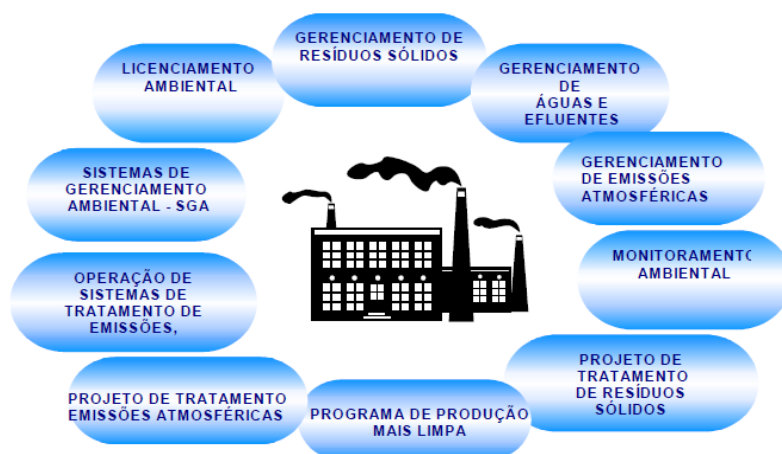 GERENCIAMENTO DE
RESÍDUOS SÓLIDOS
LICENCIAMENTO
AMBIENTAL
GERENCIAMENTO
DE
ÁGUAS E
EFLUENTES
SISTEMAS DE
GERENCIAMENTO
AMBIENTAL - SGA
GERENCIAMENTO
DE EMISSÕES
ATMOSFÉRICAS
OPERAÇÃO DE
SISTEMAS DE
TRATAMENTO DE
EMISSÕES,
MONITORAMENTO
AMBIENTAL
PROJETO DE TRATAMENTO
EMISSÕES ATMOSFÉRICAS
PROGRAMA DE PRODUÇÃO
MAIS LIMPA
PROJETO DE
TRATAMENTO
DE RESÍDUOS
SÓLIDOS